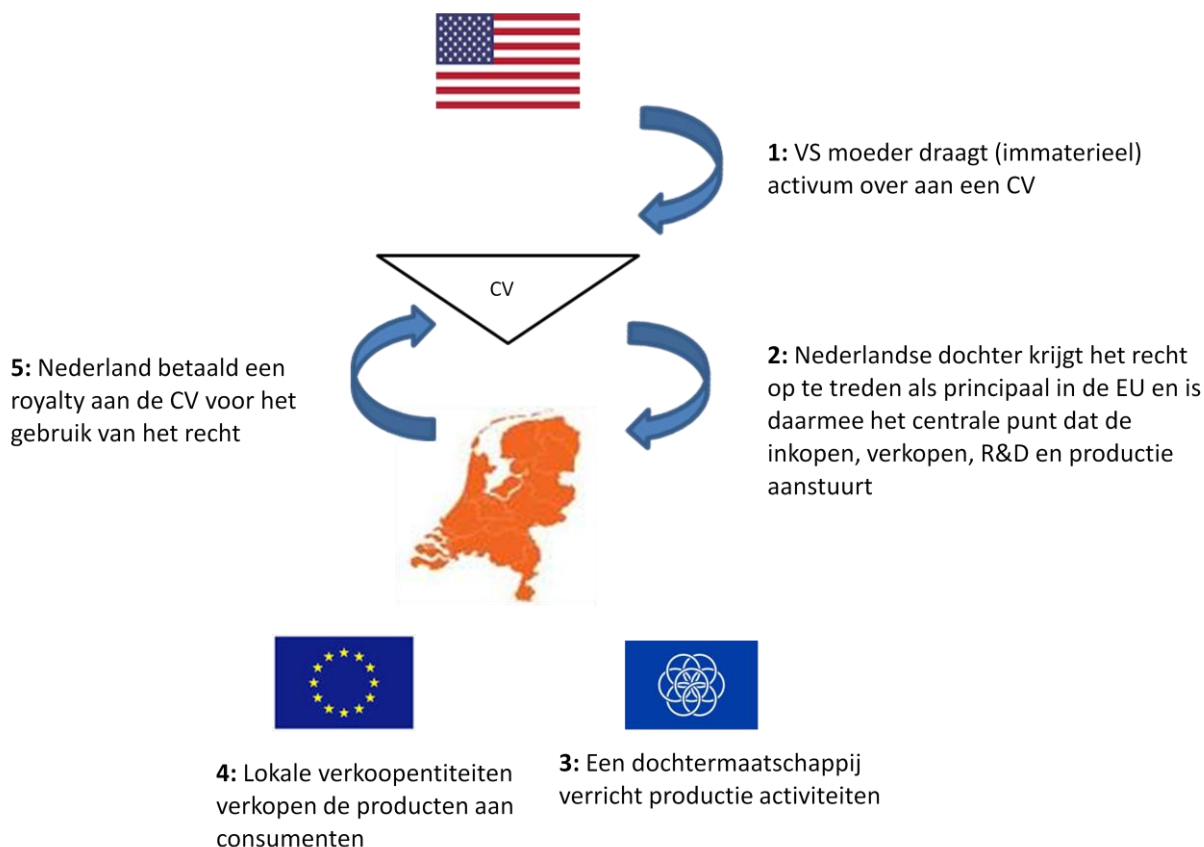 1: VS moeder draagt (immaterieel)
activum over aan een CV
CV
2: Nederlandse dochter krijgt het recht
op te treden als principaal in de EU en is
daarmee het centrale punt dat de
inkopen, verkopen, R&D en productie
aanstuurt
5: Nederland betaald een
royalty aan de CV voor het
gebruik van het recht
4: Lokale verkoopentiteiten
verkopen de producten aan
consumenten
3: Een dochtermaatschappij
verricht productie activiteiten